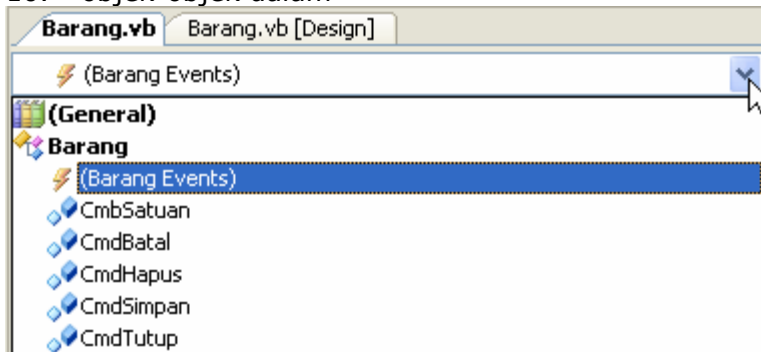 Barang.vb Barang.vb [Design]
(Barang Events)
(General)
Barang
(Barang Events)
CmbSatuan
CmdBatal
CmdHapus
CmdSimpan
CmdTutup